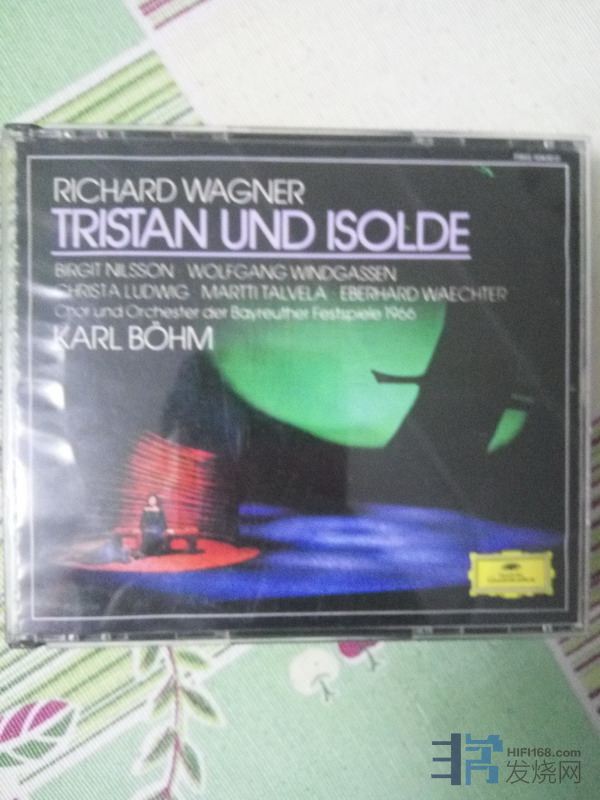 RICHARD WAGNER
TRISTAN UND ISOLDE
BIRGIT NILSSON · WOLFGANG WINDGASSEN
CHRISTA LUDWIG · MARTTI TALVELA · EBERHARD WAECHTER
Chor und Orchester der Bayreuther Festspiele 1966
KARL BÖHM
HIFI168.com
发烧网